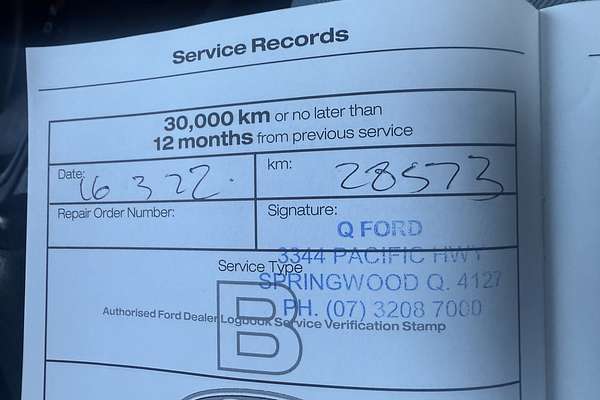 Service Records
30,000 km or no later than
12 months from previous service
Date: 16 3 22.
km: 28573
Repair Order Number:
Signature:
Q FORD
3344 PACIFIC HWY
Service Type
SPRINGWOOD Q. 4127
PH. (07) 3208 7000
B
Authorised Ford Dealer Logbook Service Verification Stamp